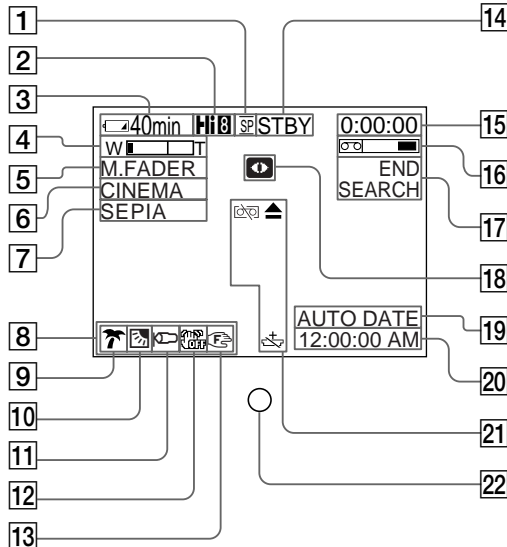 1
14
2
3
40min Hi8 SP STBY
0:00:00
15
4
W T
16
5
M.FADER
END
SEARCH
6
CINEMA
17
7
SEPIA
18
AUTO DATE
19
8
OFF
F
12:00:00 AM
20
9
10
21
11
22
12
13